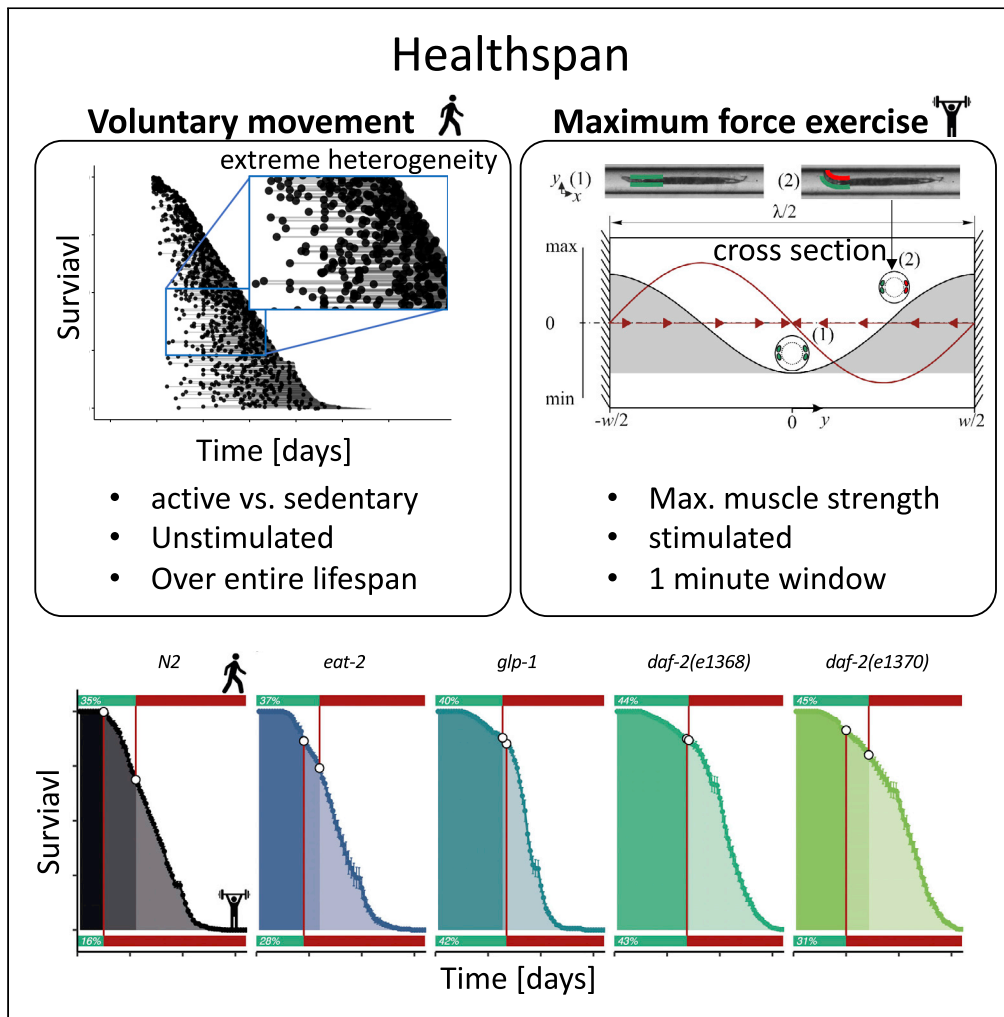 Healthspan
Voluntary movement
extreme heterogeneity
Surviavl
Time [days]
• active vs. sedentary
• Unstimulated
• Over entire lifespan
Maximum force exercise
y
x
(1)
(2)
λ/2
max
0
min
cross section
(2)
(1)
-w/2
0
y
w/2
• Max. muscle strength
• stimulated
• 1 minute window
N2
eat-2
glp-1
daf-2(e1368)
daf-2(e1370)
35%
37%
40%
44%
45%
Surviavl
16%
28%
42%
43%
31%
Time [days]